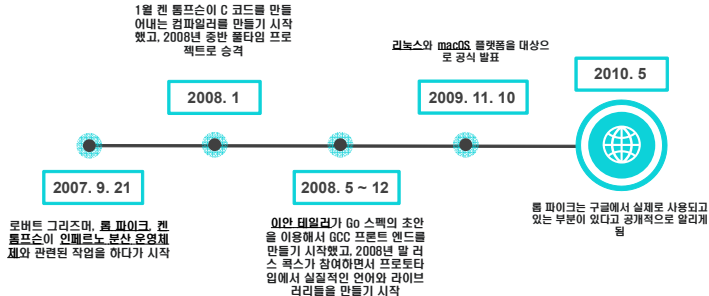 1월 켄 톰프슨이 C 코드를 만들
어내는 컴파일러를 만들기 시작
했고, 2008년 중반 풀타임 프로
젝트로 승격
2008. 1
리눅스와 macOS 플랫폼을 대상으
로 공식 발표
2009. 11. 10
2010. 5
2007. 9. 21
2008. 5 ~ 12
로버트 그리즈머, 롭 파이크, 켄
톰프슨이 인페르노 분산 운영체
제와 관련된 작업을 하다가 시작
이안 테일러가 Go 스펙의 초안
을 이용해서 GCC 프론트 엔드를
만들기 시작했고, 2008년 말 러
스 콕스가 참여하면서 프로토타
입에서 실질적인 언어와 라이브
러리들을 만들기 시작
롭 파이크는 구글에서 실제로 사용되고
있는 부분이 있다고 공개적으로 알리게
됨